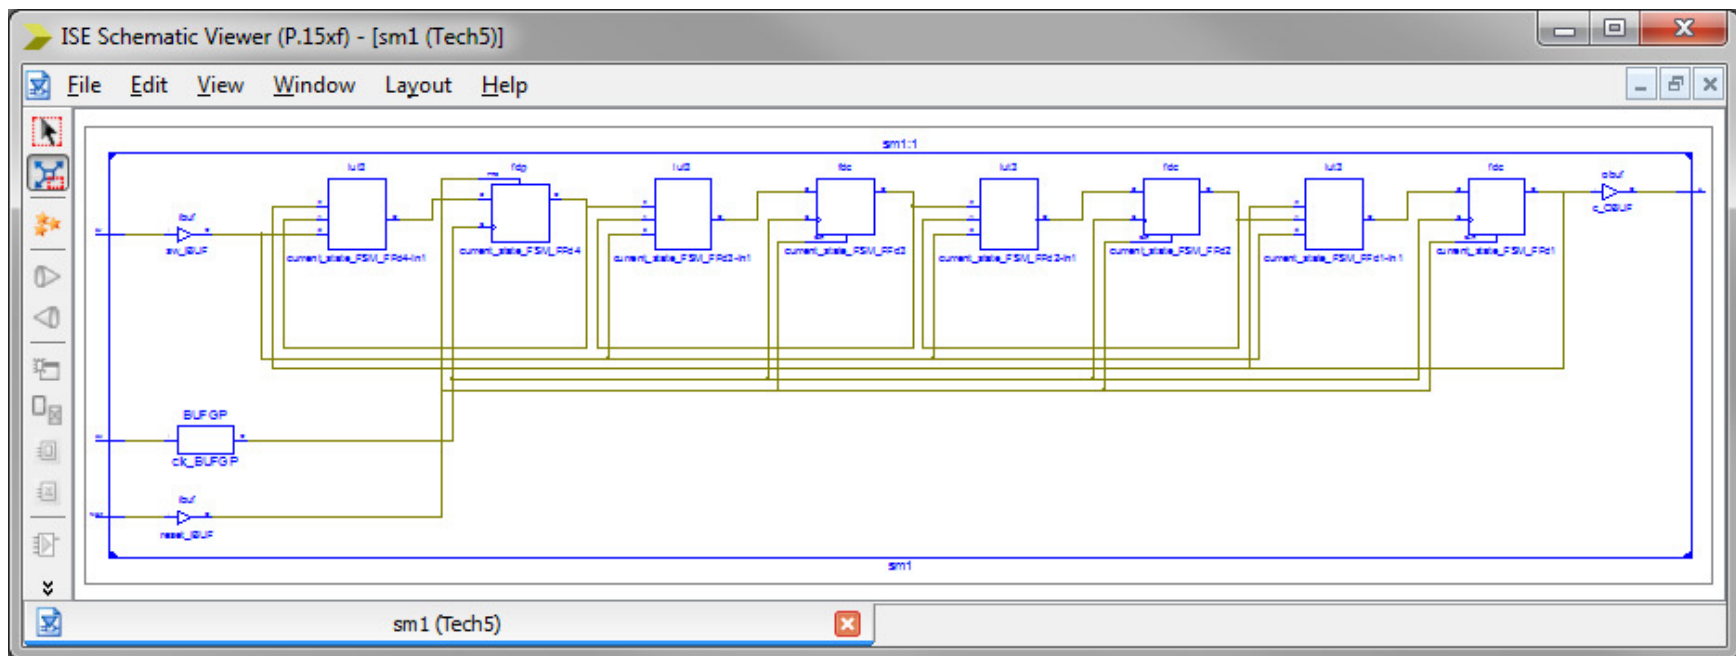 ISE Schematic Viewer (P.15xf) - [sm1 (Tech5)]
File Edit View Window Layout Help
sm1:1
lut3 fdp lut3 fdc lut3 fdc lut3 fdc obuf
ibuf
sw_IBUF
c_OBUF
current_state_FSM_FFd4-In1 current_state_FSM_FFd4 current_state_FSM_FFd3-In1 current_state_FSM_FFd3 current_state_FSM_FFd2-In1 current_state_FSM_FFd2 current_state_FSM_FFd1-In1 current_state_FSM_FFd1
BUFGP
clk_BUFGP
ibuf
reset_IBUF
sm1
sm1 (Tech5)